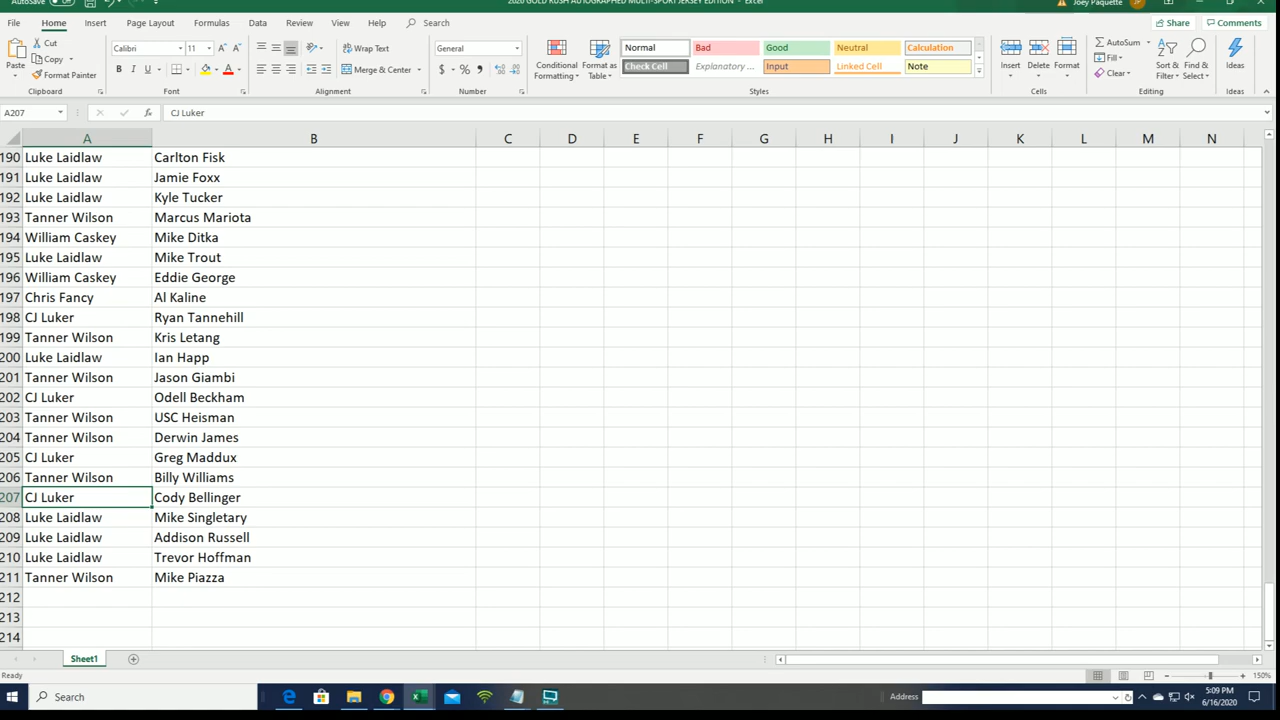 AutoSave
2020 GOLD RUSH AUTOGRAPHED MULTI-SPORT JERSEY EDITION - Excel
Joey Paquette
JP
File Home Insert Page Layout Formulas Data Review View Help Search Share Comments
Paste Cut Calibri 11 Wrap Text General Conditional Formatting Format as Table Normal Bad Good Neutral Calculation Insert Delete Format AutoSum Sort & Filter Find & Select Ideas
Copy Format Painter B I U Merge & Center $ % Check Cell Explanatory ... Input Linked Cell Note Fill Clear
Clipboard Font Alignment Number Styles Cells Editing Ideas
A207 fx CJ Luker
A B C D E F G H I J K L M N
190 Luke Laidlaw Carlton Fisk
191 Luke Laidlaw Jamie Foxx
192 Luke Laidlaw Kyle Tucker
193 Tanner Wilson Marcus Mariota
194 William Caskey Mike Ditka
195 Luke Laidlaw Mike Trout
196 William Caskey Eddie George
197 Chris Fancy Al Kaline
198 CJ Luker Ryan Tannehill
199 Tanner Wilson Kris Letang
200 Luke Laidlaw Ian Happ
201 Tanner Wilson Jason Giambi
202 CJ Luker Odell Beckham
203 Tanner Wilson USC Heisman
204 Tanner Wilson Derwin James
205 CJ Luker Greg Maddux
206 Tanner Wilson Billy Williams
207 CJ Luker Cody Bellinger
208 Luke Laidlaw Mike Singletary
209 Luke Laidlaw Addison Russell
210 Luke Laidlaw Trevor Hoffman
211 Tanner Wilson Mike Piazza
212
213
214
Sheet1
Ready 150%
Search Address 5:09 PM
6/16/2020